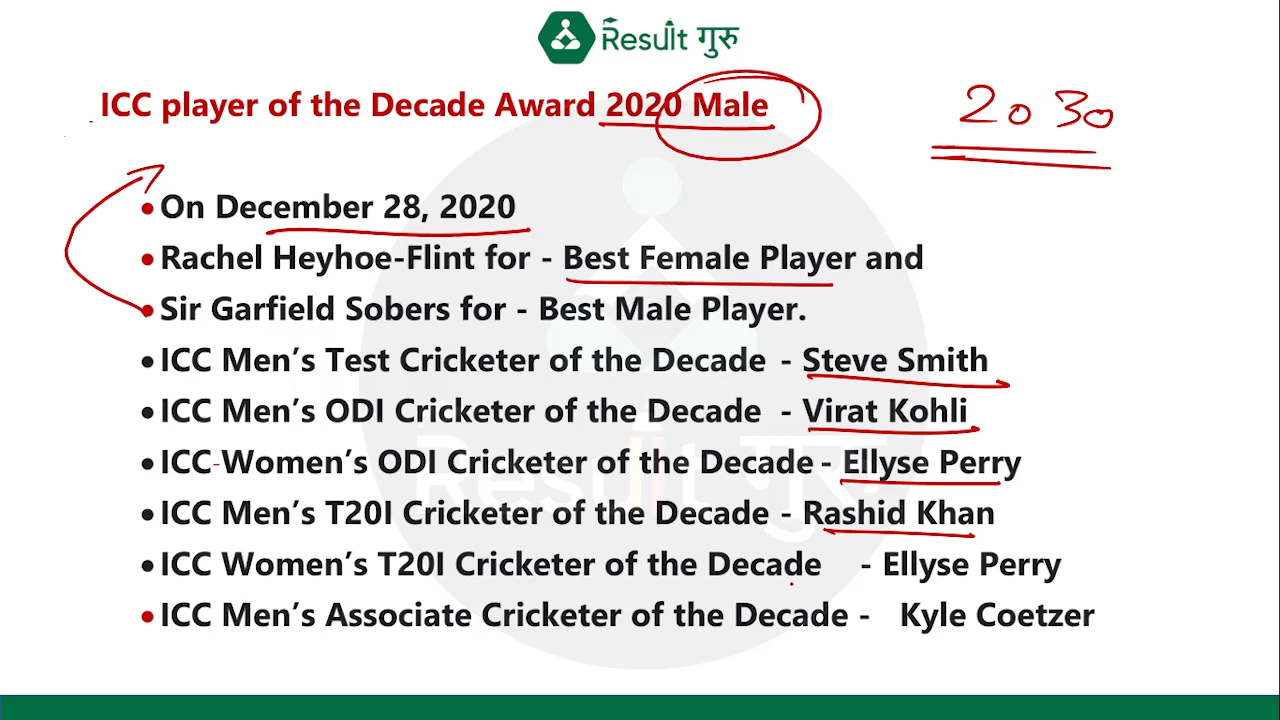 Result गुरु
ICC player of the Decade Award 2020 Male
2030
•On December 28, 2020
•Rachel Heyhoe-Flint for - Best Female Player and
•Sir Garfield Sobers for - Best Male Player.
•ICC Men’s Test Cricketer of the Decade - Steve Smith
•ICC Men’s ODI Cricketer of the Decade - Virat Kohli
•ICC Women’s ODI Cricketer of the Decade - Ellyse Perry
•ICC Men’s T20I Cricketer of the Decade - Rashid Khan
•ICC Women’s T20I Cricketer of the Decade - Ellyse Perry
•ICC Men’s Associate Cricketer of the Decade - Kyle Coetzer
Result गुरु